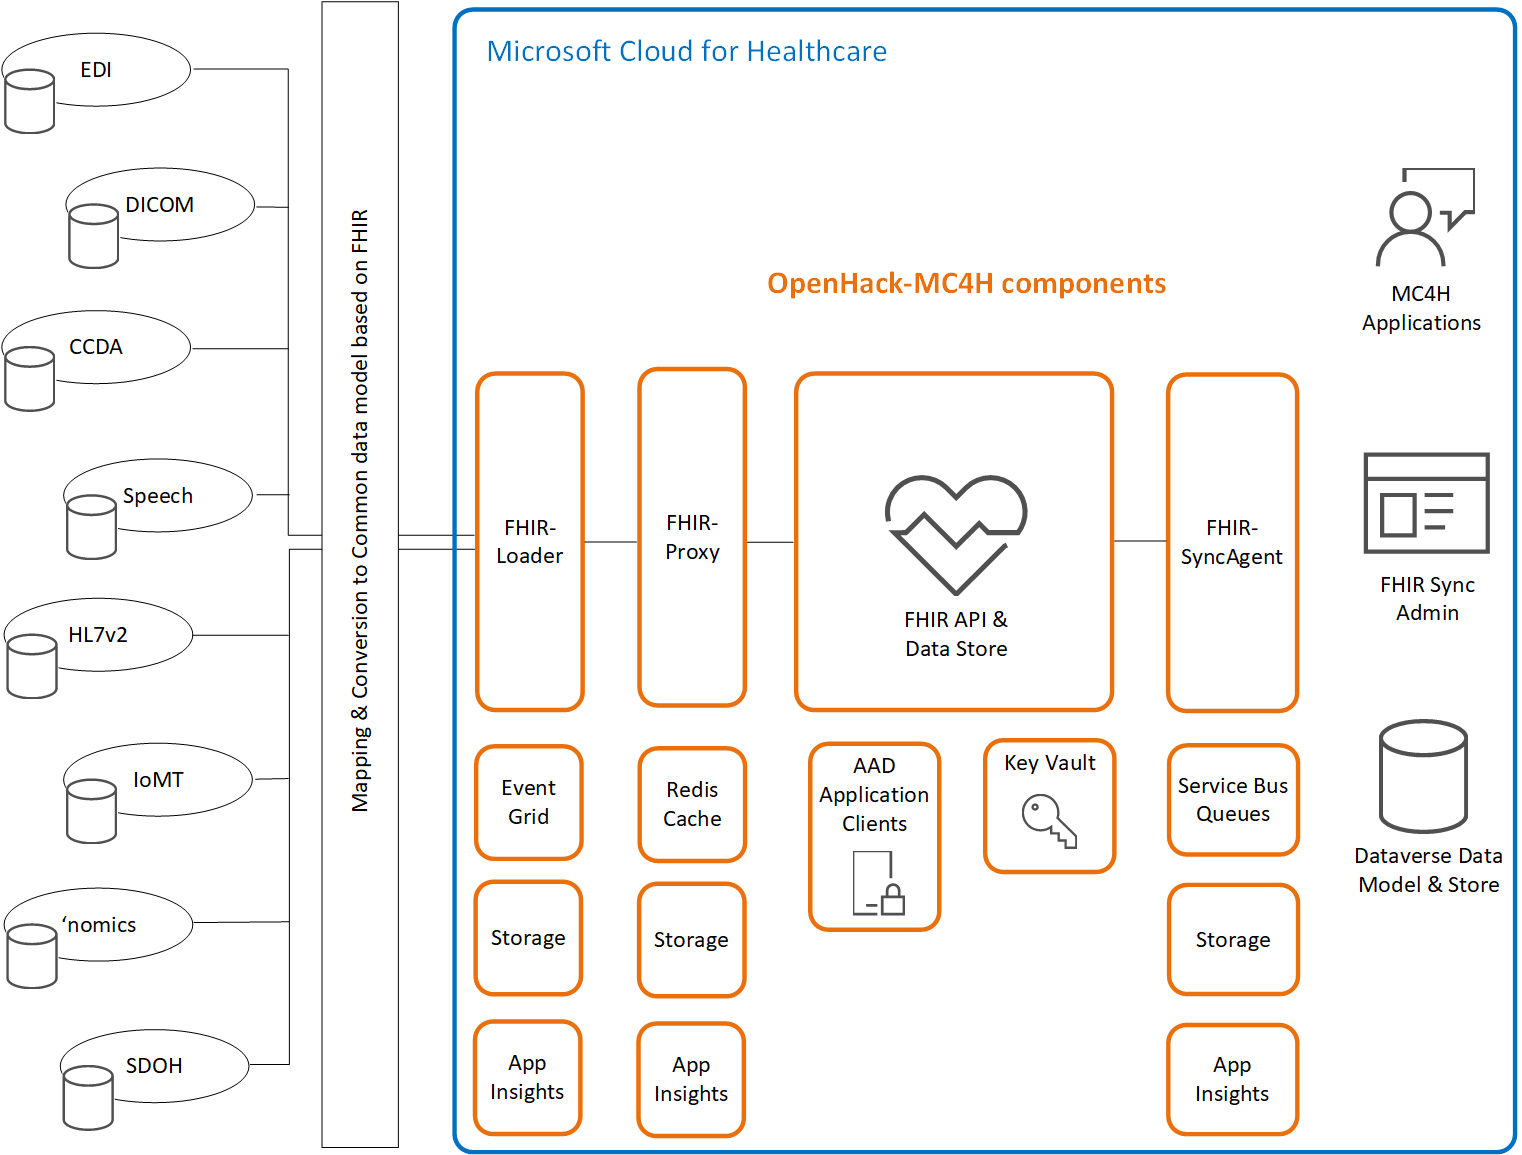 EDI
DICOM
CCDA
Speech
HL7v2
IoMT
‘nomics
SDOH
Mapping & Conversion to Common data model based on FHIR
Microsoft Cloud for Healthcare
OpenHack-MC4H components
FHIR-
Loader
FHIR-
Proxy
FHIR API &
Data Store
FHIR-
SyncAgent
Event
Grid
Redis
Cache
AAD
Application
Clients
Key Vault
Service Bus
Queues
Storage
Storage
Storage
App
Insights
App
Insights
App
Insights
MC4H
Applications
FHIR Sync
Admin
Dataverse Data
Model & Store